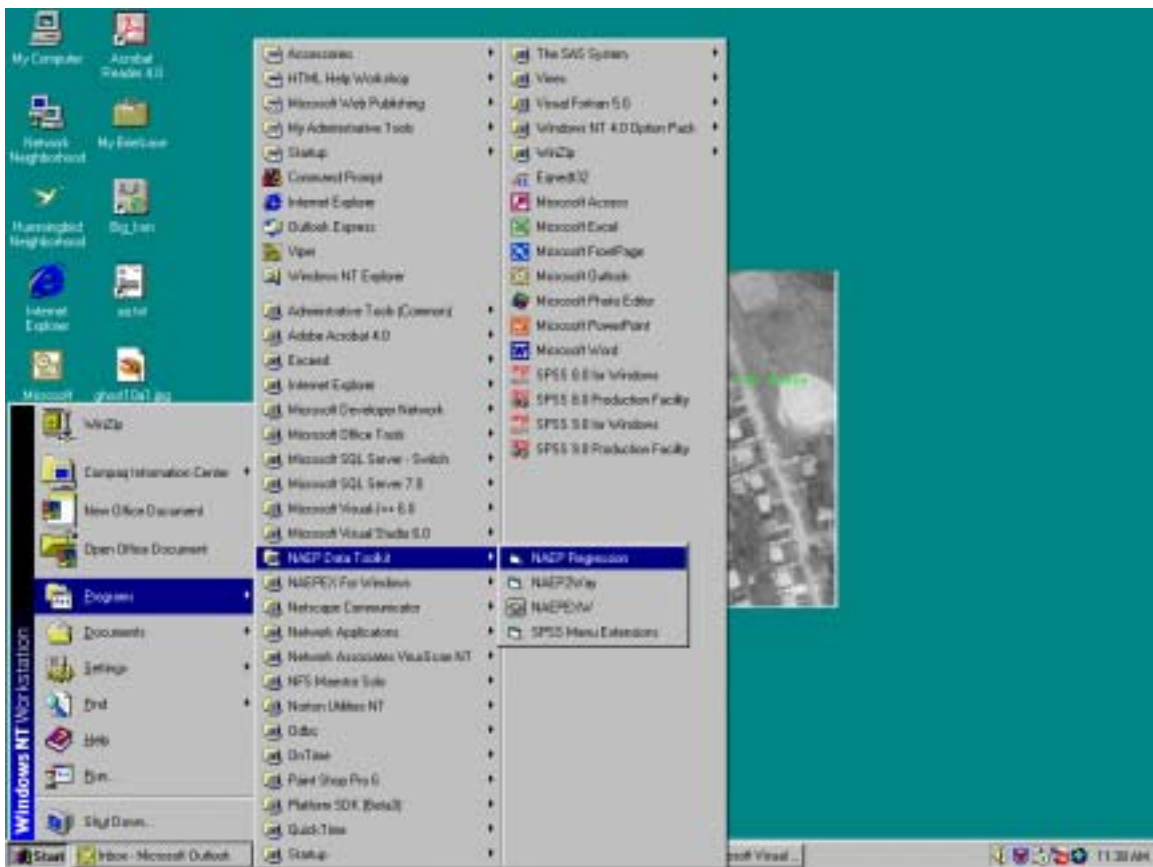 My Computer
Acrobat
Reader 4.0
Network
Neighborhood
My Briefcase
Hummingbird
Neighborhood
Internet
Explorer
Microsoft
WinZip
Compaq Information Center
New Office Document
Open Office Document
Programs
Documents
Settings
Find
Help
Run...
Shut Down...
Windows NT Workstation
Accessories
HTML Help Workshop
Microsoft Web Publishing
My Administrative Tools
Startup
Command Prompt
Internet Explorer
Outlook Express
Viper
Windows NT Explorer
Administrative Tools (Common)
Adobe Acrobat 4.0
Exceed
Internet Explorer
Microsoft Developer Network
Microsoft Office Tools
Microsoft SQL Server - Switch
Microsoft SQL Server 7.0
Microsoft Visual J++ 6.0
Microsoft Visual Studio 6.0
NAEP Data Toolkit
NAEPEX For Windows
Netscape Communicator
Network Applications
Network Associates VirusScan NT
NFS Maestro Solo
Norton Utilities NT
Odbc
OnTime
Paint Shop Pro 6
Platform SDK (Beta3)
QuickTime
Startup
The SAS System
Visual Fortran 5.0
Windows NT 4.0 Option Pack
WinZip
Eqnedt32
Microsoft Access
Microsoft Excel
Microsoft FrontPage
Microsoft Outlook
Microsoft Photo Editor
Microsoft PowerPoint
Microsoft Word
SPSS 8.0 for Windows
SPSS 8.0 Production Facility
SPSS 9.0 for Windows
SPSS 9.0 Production Facility
NAEP Regression
NAEP2Way
NAEPEXW
SPSS Menu Extensions
Start
Inbox - Microsoft Outlook
soft Visual ...
11:38 AM